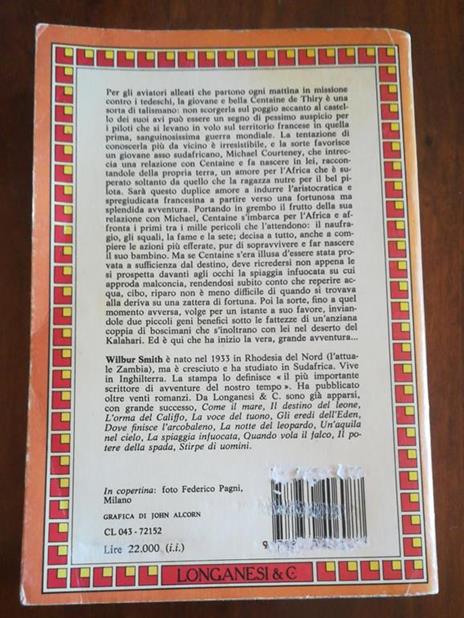 Per gli aviatori alleati che partono ogni mattina in missione
contro i tedeschi, la giovane e bella Centaine de Thiry è una
sorta di talismano: non scorgerla sul poggio accanto al castel-
lo dei suoi avi può essere un segno di pessimo auspicio per
i piloti che si levano in volo sul territorio francese in quella
prima, sanguinosissima guerra mondiale. La tentazione di
conoscerla più da vicino è irresistibile, e la sorte favorisce
un giovane asso sudafricano, Michael Courteney, che intrec-
cia una relazione con Centaine e fa nascere in lei, raccon-
tandole della propria terra, un amore per l'Africa che è su-
perato soltanto da quello che la ragazza nutre per il bel pi-
lota. Sarà questo duplice amore a indurre l'aristocratica e
spregiudicata francesina a partire verso una fortunosa ma
splendida avventura. Portando in grembo il frutto della sua
relazione con Michael, Centaine s'imbarca per l'Africa e af-
fronta i primi tra i mille pericoli che l'attendono: il naufra-
gio, gli squali, la fame e la sete; decisa a tutto, anche a com-
piere le azioni più efferate, pur di sopravvivere e far nascere
il suo bambino. Ma se Centaine s'era illusa d'essere stata pro-
vata a sufficienza dal destino, deve ricredersi non appena le
si prospetta davanti agli occhi la spiaggia infuocata su cui
approda malconcia, rendendosi subito conto che reperire ac-
qua, cibo, riparo non è meno difficile di quando si trovava
alla deriva su una zattera di fortuna. Poi la sorte, fino a quel
momento avversa, volge per un istante a suo favore, invian-
dole due piccoli geni benefici sotto le fattezze di un'anziana
coppia di boscimani che s'inoltrano con lei nel deserto del
Kalahari. Ed è qui che ha inizio la vera, grande avventura...
Wilbur Smith è nato nel 1933 in Rhodesia del Nord (l'attua-
le Zambia), ma è cresciuto e ha studiato in Sudafrica. Vive
in Inghilterra. La stampa lo definisce « il più importante
scrittore di avventure del nostro tempo ». Ha pubblicato
oltre venti romanzi. Da Longanesi & C. sono già apparsi,
con grande successo, Come il mare, Il destino del leone,
L'orma del Califfo, La voce del tuono, Gli eredi dell'Eden,
Dove finisce l'arcobaleno, La notte del leopardo, Un'aquila
nel cielo, La spiaggia infuocata, Quando vola il falco, Il po-
tere della spada, Stirpe di uomini.
In copertina: foto Federico Pagni,
Milano
GRAFICA DI JOHN ALCORN
CL 043 - 72152
Lire 22.000 (i.i.)
LONGANESI & C.